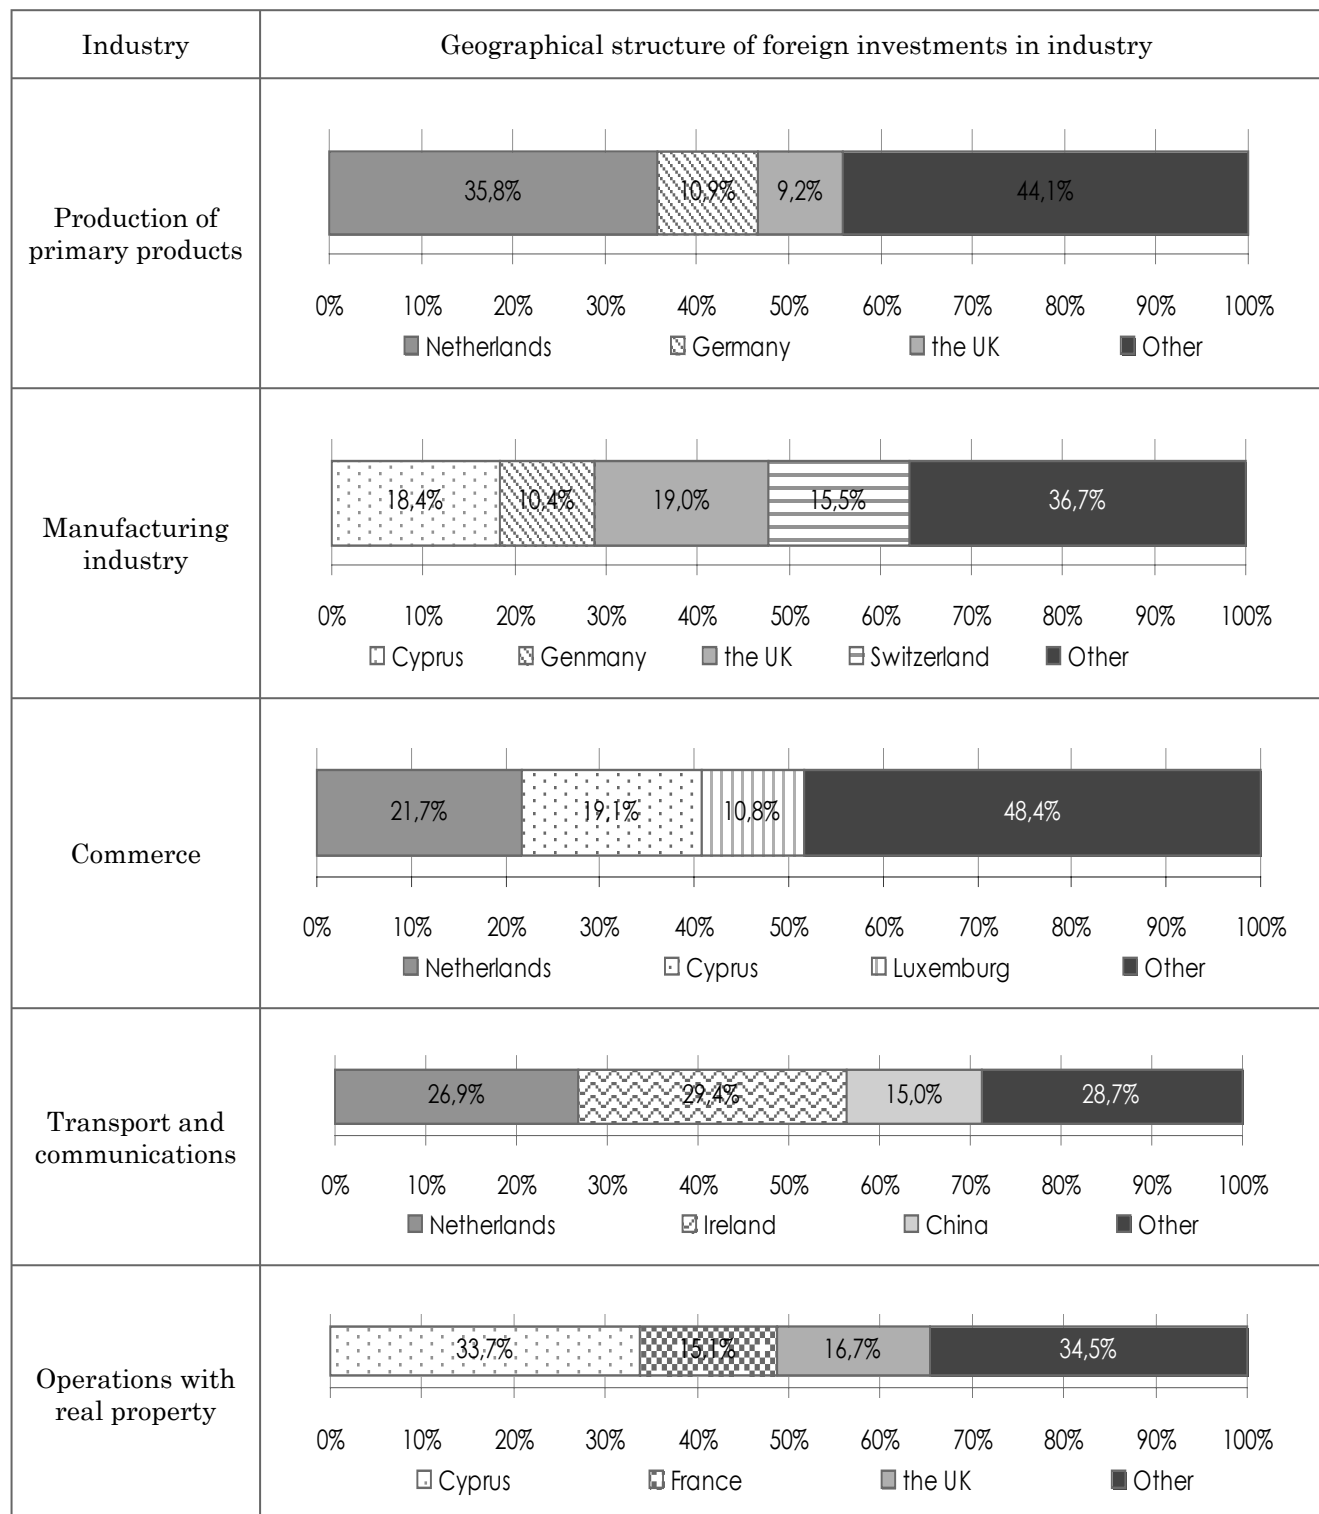 Industry
Geographical structure of foreign investments in industry
Production of
primary products
35,8% 10,9% 9,2% 44,1%
0% 10% 20% 30% 40% 50% 60% 70% 80% 90% 100%
Netherlands Germany the UK Other
Manufacturing
industry
18,4% 10,4% 19,0% 15,5% 36,7%
0% 10% 20% 30% 40% 50% 60% 70% 80% 90% 100%
Cyprus Genmany the UK Switzerland Other
Commerce
21,7% 19,1% 10,8% 48,4%
0% 10% 20% 30% 40% 50% 60% 70% 80% 90% 100%
Netherlands Cyprus Luxemburg Other
Transport and
communications
26,9% 29,4% 15,0% 28,7%
0% 10% 20% 30% 40% 50% 60% 70% 80% 90% 100%
Netherlands Ireland China Other
Operations with
real property
33,7% 15,1% 16,7% 34,5%
0% 10% 20% 30% 40% 50% 60% 70% 80% 90% 100%
Cyprus France the UK Other